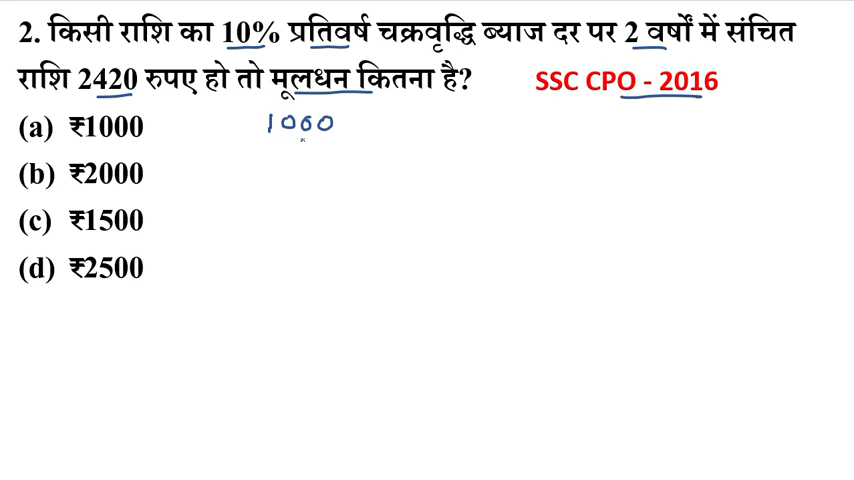 2. किसी राशि का 10% प्रतिवर्ष चक्रवृद्धि ब्याज दर पर 2 वर्षों में संचित
राशि 2420 रुपए हो तो मूलधन कितना है? SSC CPO - 2016
(a) ₹1000 1000
(b) ₹2000
(c) ₹1500
(d) ₹2500